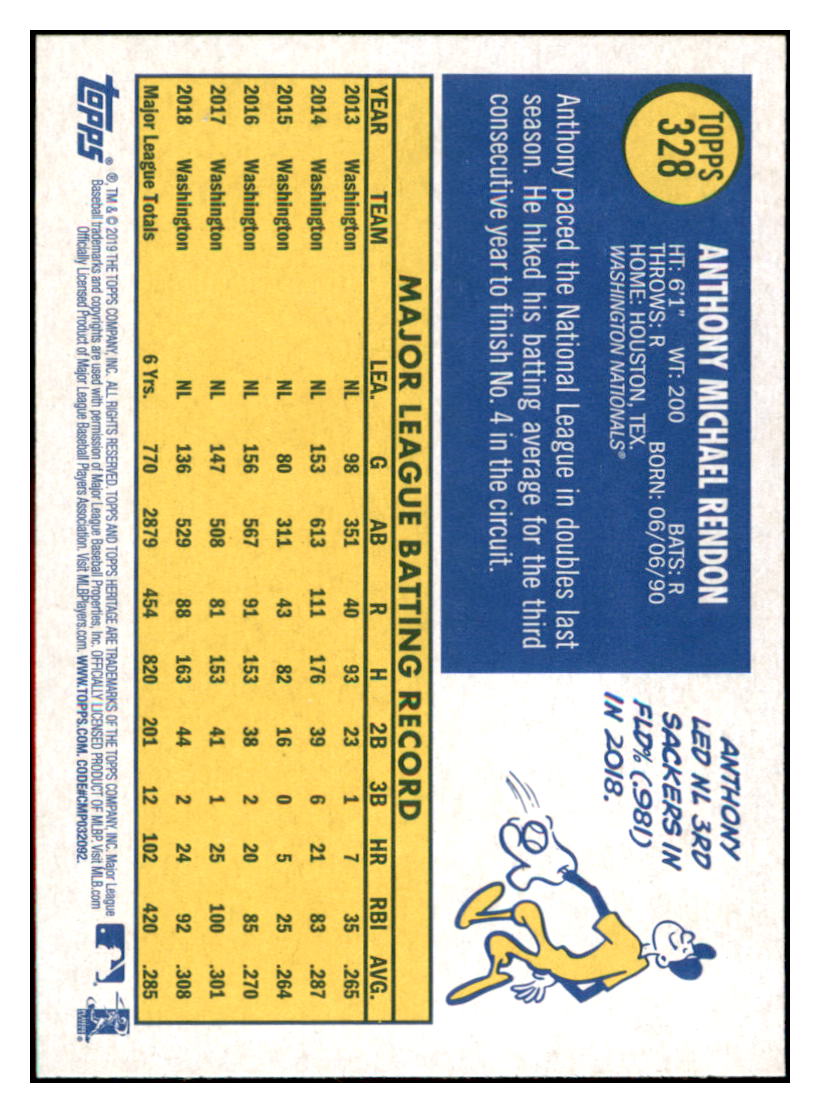 TOPPS
328
ANTHONY MICHAEL RENDON
HT: 6'1" WT: 200 BATS: R
THROWS: R BORN: 06/06/90
HOME: HOUSTON, TEX.
WASHINGTON NATIONALS®
Anthony paced the National League in doubles last
season. He hiked his batting average for the third
consecutive year to finish No. 4 in the circuit.
ANTHONY
LED NL 3RD
SACKERS IN
FLD% (.981)
IN 2018.
MAJOR LEAGUE BATTING RECORD
YEAR TEAM LEA. G AB R H 2B 3B HR RBI AVG.
2013 Washington NL 98 351 40 93 23 1 7 35 .265
2014 Washington NL 153 613 111 176 39 6 21 83 .287
2015 Washington NL 80 311 43 82 16 0 5 25 .264
2016 Washington NL 156 567 91 153 38 2 20 85 .270
2017 Washington NL 147 508 81 153 41 1 25 100 .301
2018 Washington NL 136 529 88 163 44 2 24 92 .308
Major League Totals 6 Yrs. 770 2879 454 820 201 12 102 420 .285
topps®
®, TM & © 2019 THE TOPPS COMPANY, INC. ALL RIGHTS RESERVED. TOPPS AND TOPPS HERITAGE ARE TRADEMARKS OF THE TOPPS COMPANY, INC. Major League
Baseball trademarks and copyrights are used with permission of Major League Baseball Properties, Inc. OFFICIALLY LICENSED PRODUCT OF MLBP. Visit MLB.com
Officially Licensed Product of Major League Baseball Players Association. Visit MLBPlayers.com. WWW.TOPPS.COM. CODE#CMP032092.